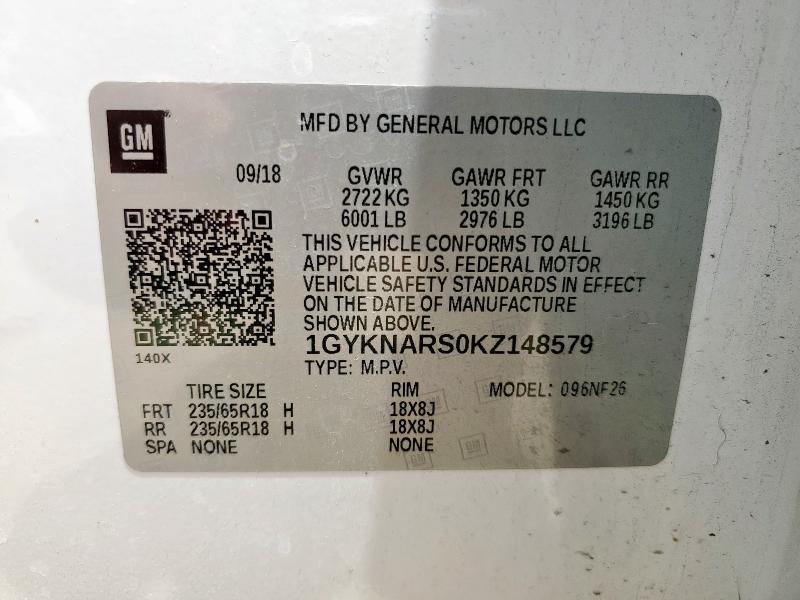 GM
MFD BY GENERAL MOTORS LLC
09/18 GVWR GAWR FRT GAWR RR
2722 KG 1350 KG 1450 KG
6001 LB 2976 LB 3196 LB
THIS VEHICLE CONFORMS TO ALL
APPLICABLE U.S. FEDERAL MOTOR
VEHICLE SAFETY STANDARDS IN EFFECT
ON THE DATE OF MANUFACTURE
SHOWN ABOVE.
1GYKNARS0KZ148579
140X
TYPE: M.P.V.
TIRE SIZE RIM MODEL: 096NF26
FRT 235/65R18 H 18X8J
RR 235/65R18 H 18X8J
SPA NONE NONE